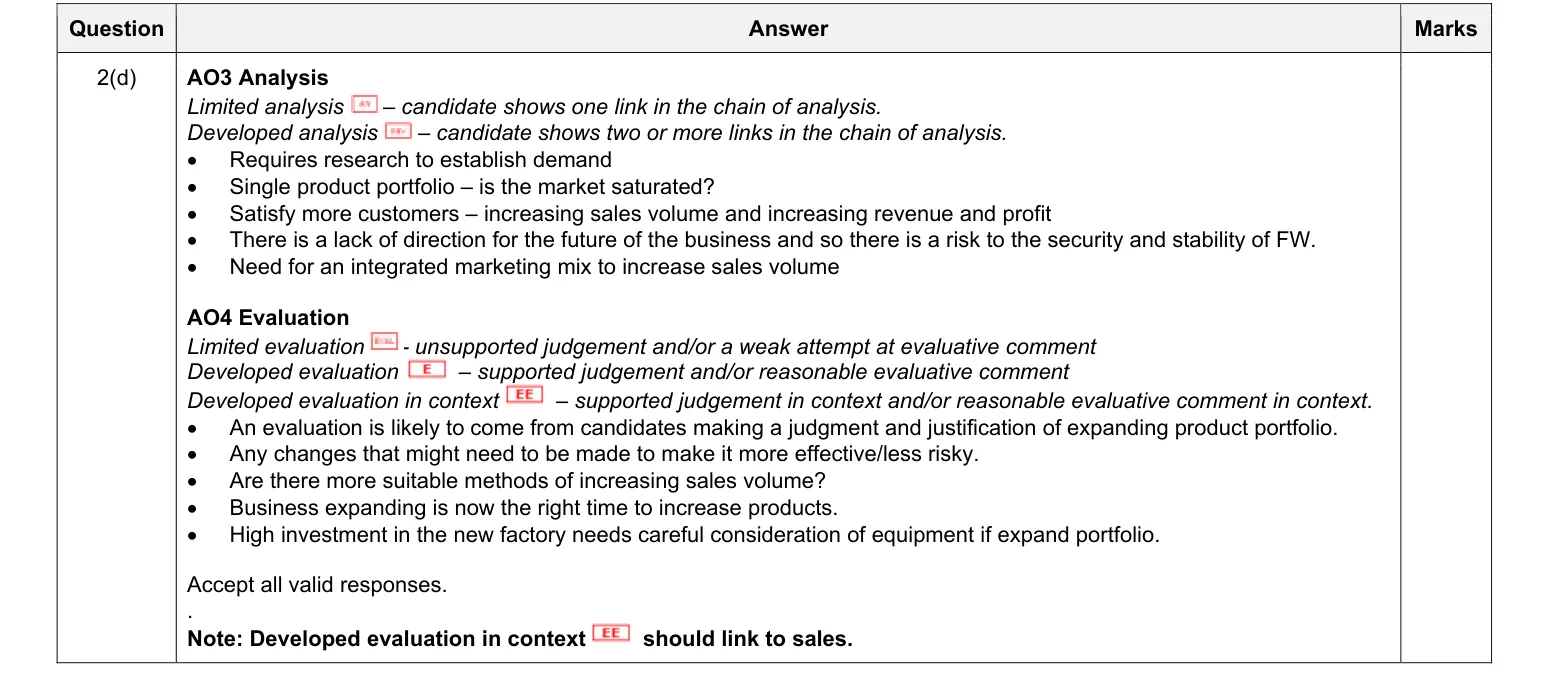 Question Answer Marks
2(d) AO3 Analysis
Limited analysis – candidate shows one link in the chain of analysis.
Developed analysis DEV – candidate shows two or more links in the chain of analysis.
• Requires research to establish demand
• Single product portfolio – is the market saturated?
• Satisfy more customers – increasing sales volume and increasing revenue and profit
• There is a lack of direction for the future of the business and so there is a risk to the security and stability of FW.
• Need for an integrated marketing mix to increase sales volume
AO4 Evaluation
Limited evaluation EVAL - unsupported judgement and/or a weak attempt at evaluative comment
Developed evaluation E – supported judgement and/or reasonable evaluative comment
Developed evaluation in context EE – supported judgement in context and/or reasonable evaluative comment in context.
• An evaluation is likely to come from candidates making a judgment and justification of expanding product portfolio.
• Any changes that might need to be made to make it more effective/less risky.
• Are there more suitable methods of increasing sales volume?
• Business expanding is now the right time to increase products.
• High investment in the new factory needs careful consideration of equipment if expand portfolio.
Accept all valid responses.
.
Note: Developed evaluation in context EE should link to sales.